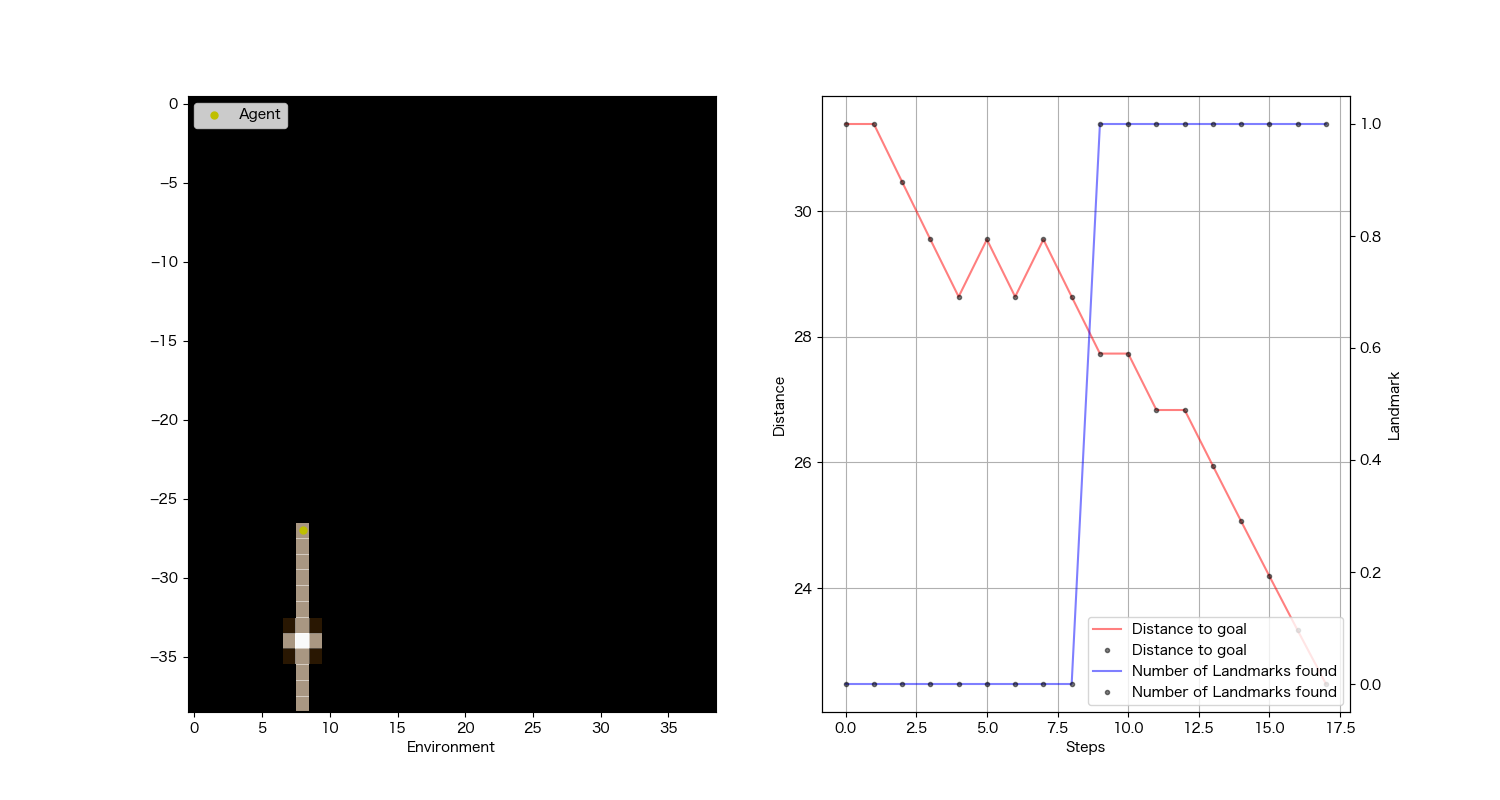 Agent
0
−5
−10
−15
−20
−25
−30
−35
0 5 10 15 20 25 30 35
Environment
30
28
26
24
Distance
1.0
0.8
0.6
0.4
0.2
0.0
Landmark
Distance to goal
Distance to goal
Number of Landmarks found
Number of Landmarks found
0.0 2.5 5.0 7.5 10.0 12.5 15.0 17.5
Steps